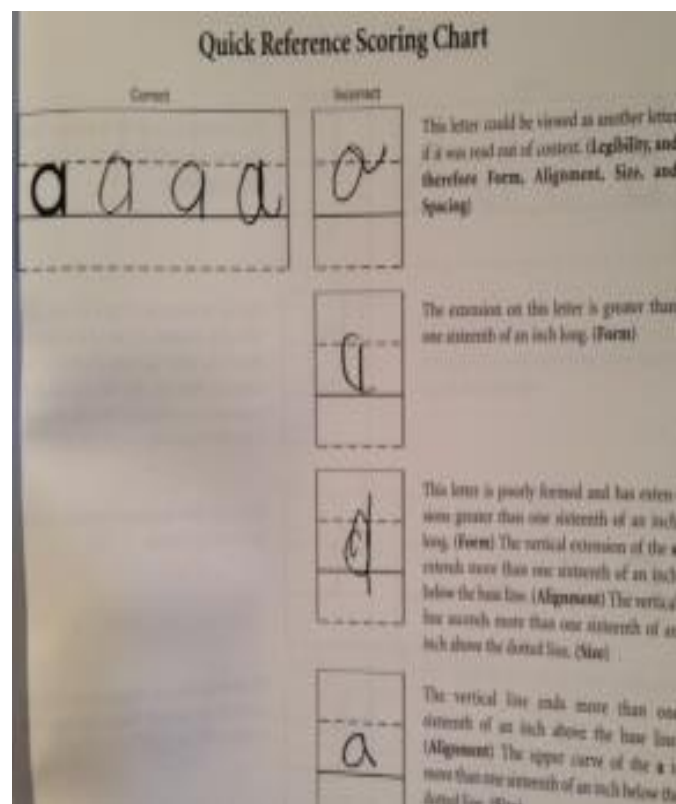 Quick Reference Scoring Chart
Correct
Incorrect
a a a a
This letter could be viewed as another letter
if it was read out of context. (Legibility, and
therefore Form, Alignment, Size, and
Spacing)
The extension on this letter is greater than
one sixteenth of an inch long. (Form)
This letter is poorly formed and has exten-
sions greater than one sixteenth of an inch
long. (Form) The vertical extension of the a
extends more than one sixteenth of an inch
below the base line. (Alignment) The vertical
line ascends more than one sixteenth of an
inch above the dotted line. (Size)
a
The vertical line ends more than one
sixteenth of an inch above the base line
(Alignment) The upper curve of the a is
more than one sixteenth of an inch below the
dotted line.